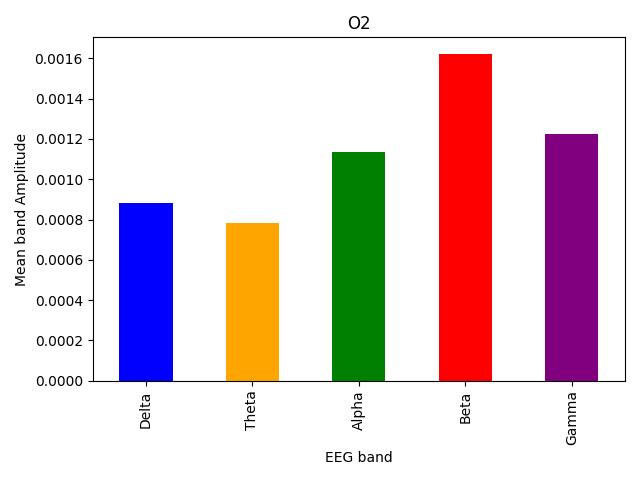 O2
Mean band Amplitude
0.0016
0.0014
0.0012
0.0010
0.0008
0.0006
0.0004
0.0002
0.0000
Delta
Theta
Alpha
Beta
Gamma
EEG band